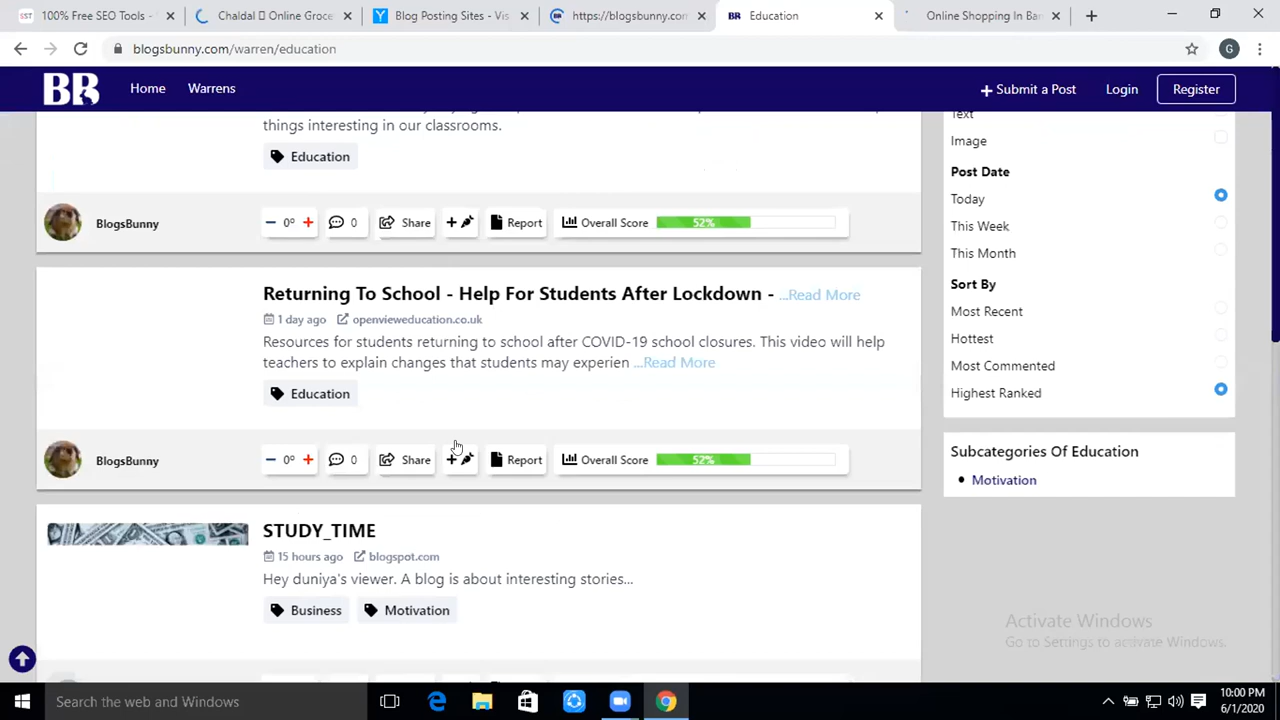 100% Free SEO Tools -
Chaldal
Online Groce
Blog Posting Sites - Vis
https://blogsbunny.com/w
Education
Online Shopping In Ban
blogsbunny.com/warren/education
G
BR
Home
Warrens
Submit a Post
Login
Register
things interesting in our classrooms.
Education
BlogsBunny
0º
0
Share
Report
Overall Score
52%
Returning To School - Help For Students After Lockdown - ...Read More
1 day ago
openvieweducation.co.uk
Resources for students returning to school after COVID-19 school closures. This video will help
teachers to explain changes that students may experien ...Read More
Education
BlogsBunny
0º
0
Share
Report
Overall Score
52%
STUDY_TIME
15 hours ago
blogspot.com
Hey duniya's viewer. A blog is about interesting stories...
Business
Motivation
Text
Image
Post Date
Today
This Week
This Month
Sort By
Most Recent
Hottest
Most Commented
Highest Ranked
Subcategories Of Education
Motivation
Activate Windows
Go to Settings to activate Windows.
Search the web and Windows
10:00 PM
6/1/2020